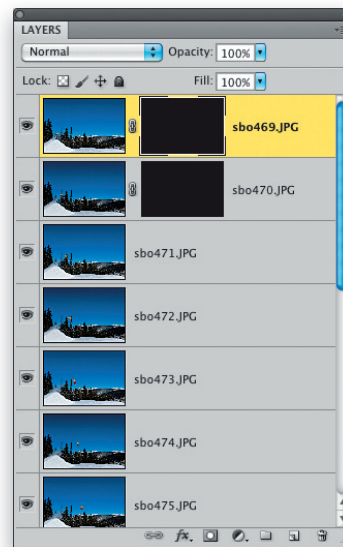 LAYERS
Normal Opacity: 100%
Lock: Fill: 100%
sbo469.JPG
sbo470.JPG
sbo471.JPG
sbo472.JPG
sbo473.JPG
sbo474.JPG
sbo475.JPG
fx.